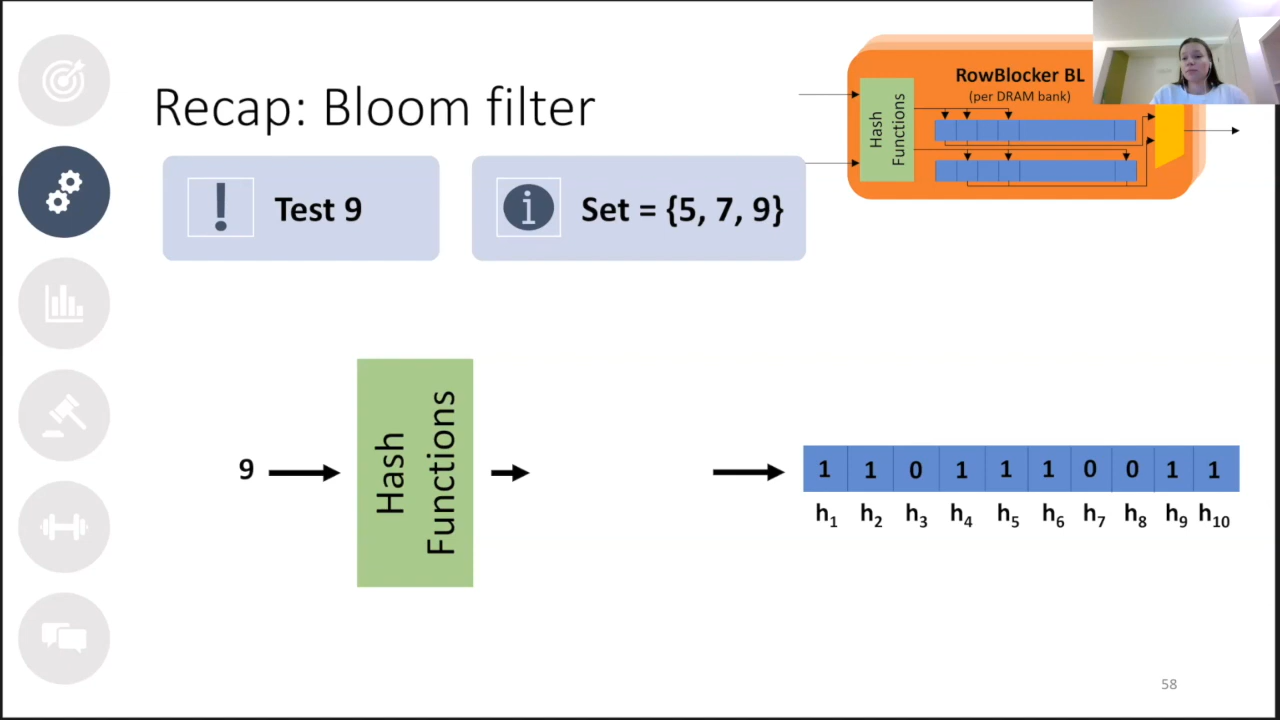 RowBlocker BL
(per DRAM bank)
Hash
Functions
Recap: Bloom filter
!
Test 9
i
Set = {5, 7, 9}
9
Hash
Functions
1 1 0 1 1 1 0 0 1 1
h1 h2 h3 h4 h5 h6 h7 h8 h9 h10
58